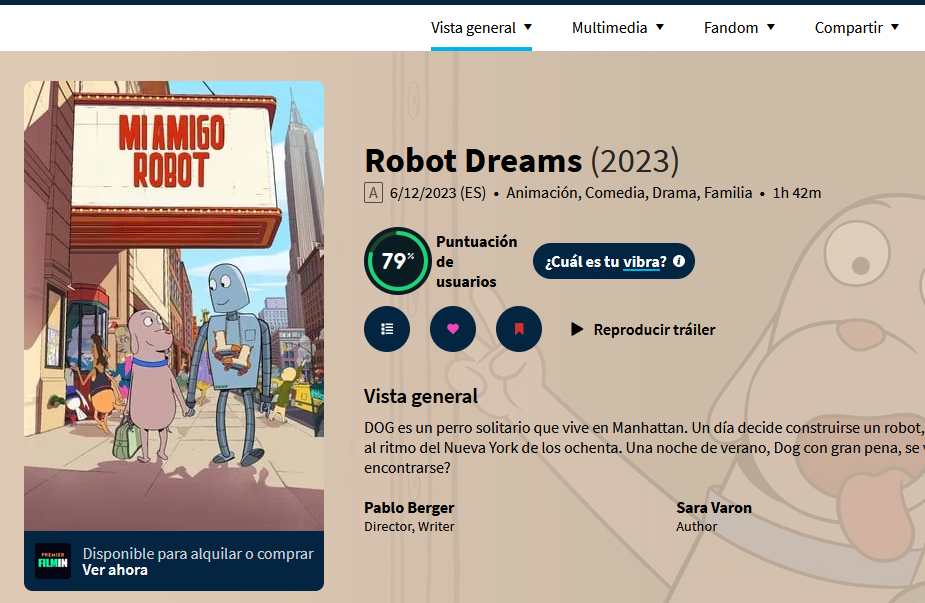 Vista general
Multimedia
Fandom
Compartir
MI AMIGO
ROBOT
Robot Dreams (2023)
A 6/12/2023 (ES) • Animación, Comedia, Drama, Familia • 1h 42m
79%
Puntuación
de
usuarios
¿Cuál es tu vibra?
Reproducir tráiler
Vista general
DOG es un perro solitario que vive en Manhattan. Un día decide construirse un robot,
al ritmo del Nueva York de los ochenta. Una noche de verano, Dog con gran pena, se v
encontrarse?
Pablo Berger
Director, Writer
Sara Varon
Author
PREMIER
FILMIN
Disponible para alquilar o comprar
Ver ahora